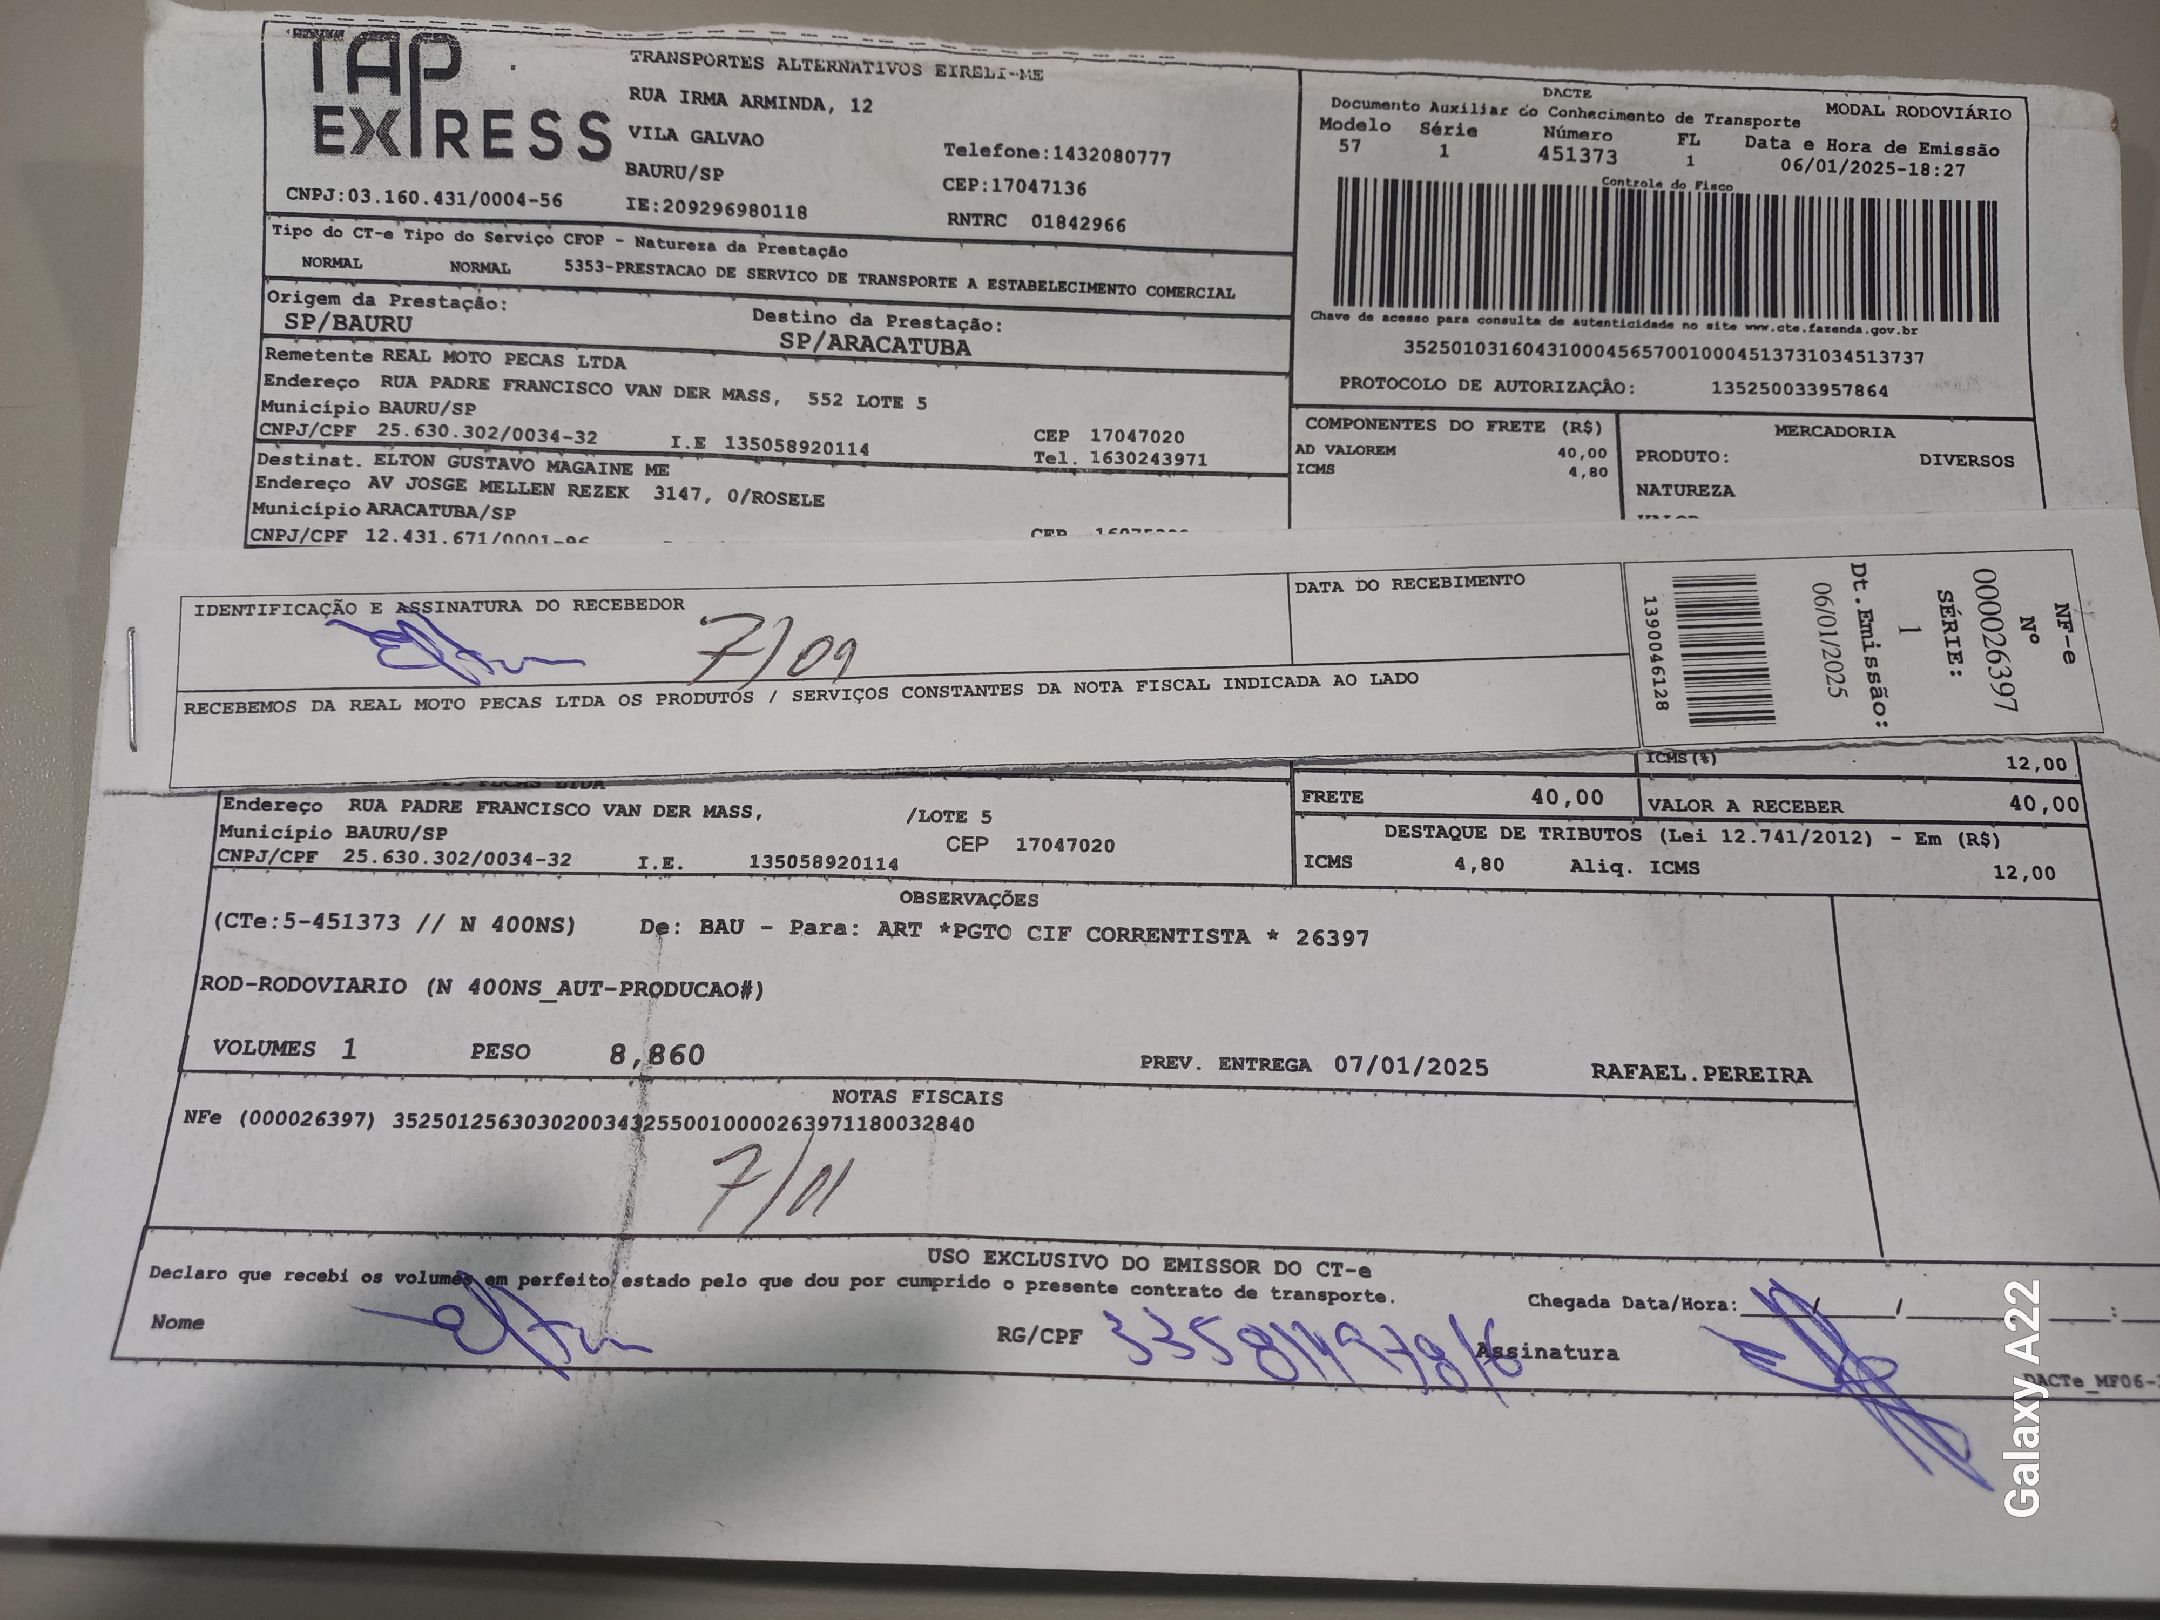 TAP EXPRESS
TRANSPORTES ALTERNATIVOS EIRELI-ME
RUA IRMA ARMINDA, 12
VILA GALVAO
BAURU/SP
Telefone:1432080777
CEP:17047136
CNPJ:03.160.431/0004-56
IE:209296980118
RNTRC 01842966
DACTE
Documento Auxiliar do Conhecimento de Transporte
MODAL RODOVIÁRIO
Modelo Série Número FL Data e Hora de Emissão
57 1 451373 1 06/01/2025-18:27
Controle do Fisco
Chave de acesso para consulta de autenticidade no site www.cte.fazenda.gov.br
35250103160431000456570010004513731034513737
PROTOCOLO DE AUTORIZAÇÃO: 135250033957864
Tipo do CT-e Tipo do Serviço CFOP - Natureza da Prestação
NORMAL NORMAL 5353-PRESTACAO DE SERVICO DE TRANSPORTE A ESTABELECIMENTO COMERCIAL
Origem da Prestação:
SP/BAURU
Destino da Prestação:
SP/ARACATUBA
Remetente REAL MOTO PECAS LTDA
Endereço RUA PADRE FRANCISCO VAN DER MASS, 552 LOTE 5
Município BAURU/SP
CEP 17047020
CNPJ/CPF 25.630.302/0034-32 I.E 135058920114
Tel. 1630243971
Destinat. ELTON GUSTAVO MAGAINE ME
Endereço AV JOSGE MELLEN REZEK 3147, 0/ROSELE
Município ARACATUBA/SP
CNPJ/CPF 12.431.671/0001-96
CEP
COMPONENTES DO FRETE (R$)
AD VALOREM 40,00
ICMS 4,80
MERCADORIA
PRODUTO: DIVERSOS
NATUREZA
IDENTIFICAÇÃO E ASSINATURA DO RECEBEDOR
7/01
DATA DO RECEBIMENTO
RECEBEMOS DA REAL MOTO PECAS LTDA OS PRODUTOS / SERVIÇOS CONSTANTES DA NOTA FISCAL INDICADA AO LADO
NF-e
Nº
000026397
SÉRIE:
1
Dt.Emissão:
06/01/2025
1390046128
Endereço RUA PADRE FRANCISCO VAN DER MASS, /LOTE 5
Município BAURU/SP
CEP 17047020
CNPJ/CPF 25.630.302/0034-32 I.E. 135058920114
ICMS(%) 12,00
FRETE 40,00
VALOR A RECEBER 40,00
DESTAQUE DE TRIBUTOS (Lei 12.741/2012) - Em (R$)
ICMS 4,80 Aliq. ICMS 12,00
OBSERVAÇÕES
(CTe:5-451373 // N 400NS) De: BAU - Para: ART *PGTO CIF CORRENTISTA * 26397
ROD-RODOVIARIO (N 400NS_AUT-PRODUCAO#)
VOLUMES 1 PESO 8,860 PREV. ENTREGA 07/01/2025 RAFAEL.PEREIRA
NOTAS FISCAIS
NFe (000026397) 35250125630302003432550010000263971180032840
7/01
USO EXCLUSIVO DO EMISSOR DO CT-e
Declaro que recebi os volumes em perfeito estado pelo que dou por cumprido o presente contrato de transporte.
Chegada Data/Hora: / / :
Nome
RG/CPF
Assinatura
DACTe_MF06-
Galaxy A22